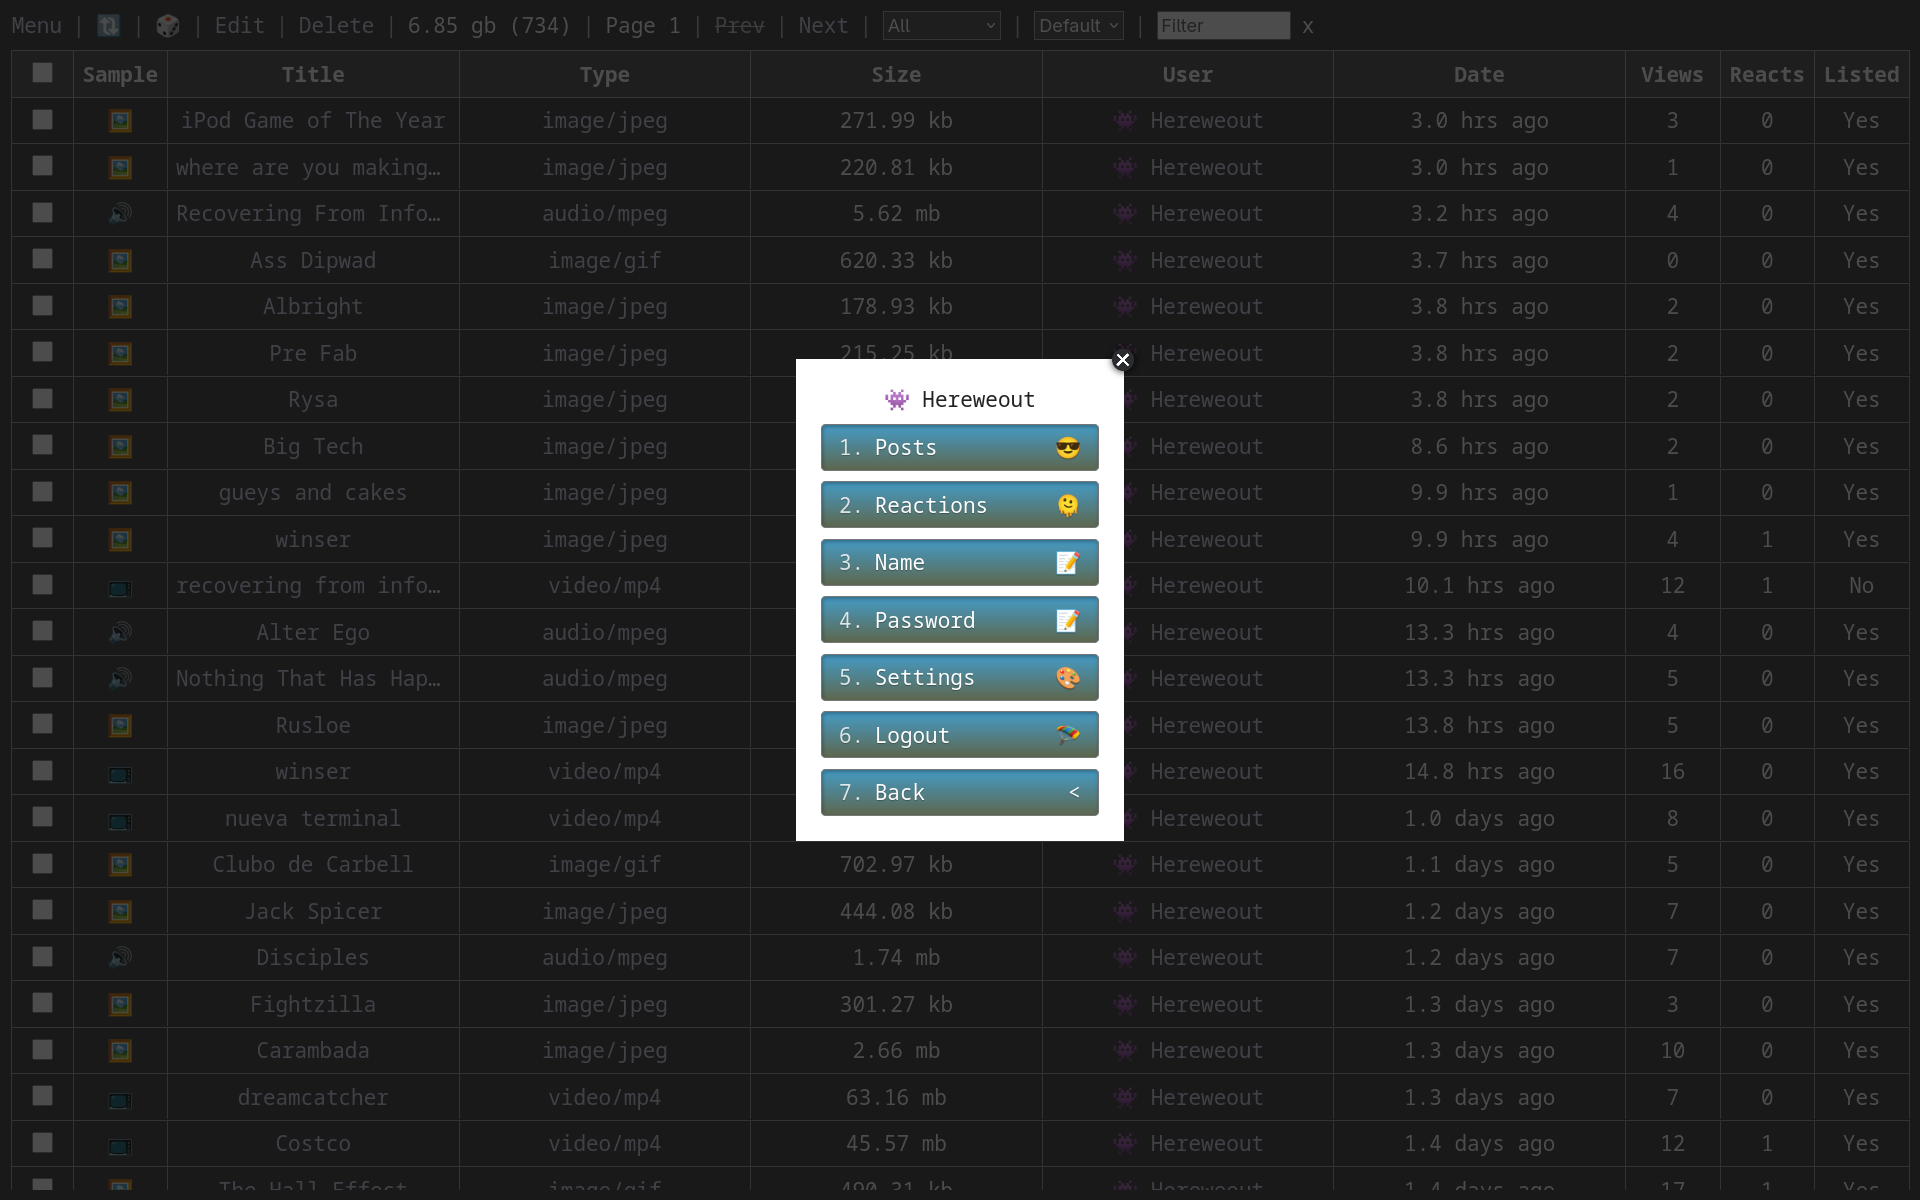 Menu | 🔃 | 🎲 | Edit | Delete | 6.85 gb (734) | Page 1 | Prev | Next | All | Default | Filter x
Sample Title Type Size User Date Views Reacts Listed
iPod Game of The Year image/jpeg 271.99 kb 👾 Hereweout 3.0 hrs ago 3 0 Yes
where are you making… image/jpeg 220.81 kb 👾 Hereweout 3.0 hrs ago 1 0 Yes
Recovering From Info… audio/mpeg 5.62 mb 👾 Hereweout 3.2 hrs ago 4 0 Yes
Ass Dipwad image/gif 620.33 kb 👾 Hereweout 3.7 hrs ago 0 0 Yes
Albright image/jpeg 178.93 kb 👾 Hereweout 3.8 hrs ago 2 0 Yes
Pre Fab image/jpeg 215.25 kb Hereweout 3.8 hrs ago 2 0 Yes
Rysa image/jpeg Hereweout 3.8 hrs ago 2 0 Yes
Big Tech image/jpeg Hereweout 8.6 hrs ago 2 0 Yes
gueys and cakes image/jpeg Hereweout 9.9 hrs ago 1 0 Yes
winser image/jpeg Hereweout 9.9 hrs ago 4 1 Yes
recovering from info… video/mp4 Hereweout 10.1 hrs ago 12 1 No
Alter Ego audio/mpeg Hereweout 13.3 hrs ago 4 0 Yes
Nothing That Has Hap… audio/mpeg Hereweout 13.3 hrs ago 5 0 Yes
Rusloe image/jpeg Hereweout 13.8 hrs ago 5 0 Yes
winser video/mp4 Hereweout 14.8 hrs ago 16 0 Yes
nueva terminal video/mp4 Hereweout 1.0 days ago 8 0 Yes
Clubo de Carbell image/gif 702.97 kb 👾 Hereweout 1.1 days ago 5 0 Yes
Jack Spicer image/jpeg 444.08 kb 👾 Hereweout 1.2 days ago 7 0 Yes
Disciples audio/mpeg 1.74 mb 👾 Hereweout 1.2 days ago 7 0 Yes
Fightzilla image/jpeg 301.27 kb 👾 Hereweout 1.3 days ago 3 0 Yes
Carambada image/jpeg 2.66 mb 👾 Hereweout 1.3 days ago 10 0 Yes
dreamcatcher video/mp4 63.16 mb 👾 Hereweout 1.3 days ago 7 0 Yes
Costco video/mp4 45.57 mb 👾 Hereweout 1.4 days ago 12 1 Yes
The Hall Effect image/gif 490.31 kb 👾 Hereweout 1.4 days ago 17 1 Yes
👾 Hereweout
1. Posts 😎
2. Reactions 🫠
3. Name 📝
4. Password 📝
5. Settings 🎨
6. Logout 🪂
7. Back <